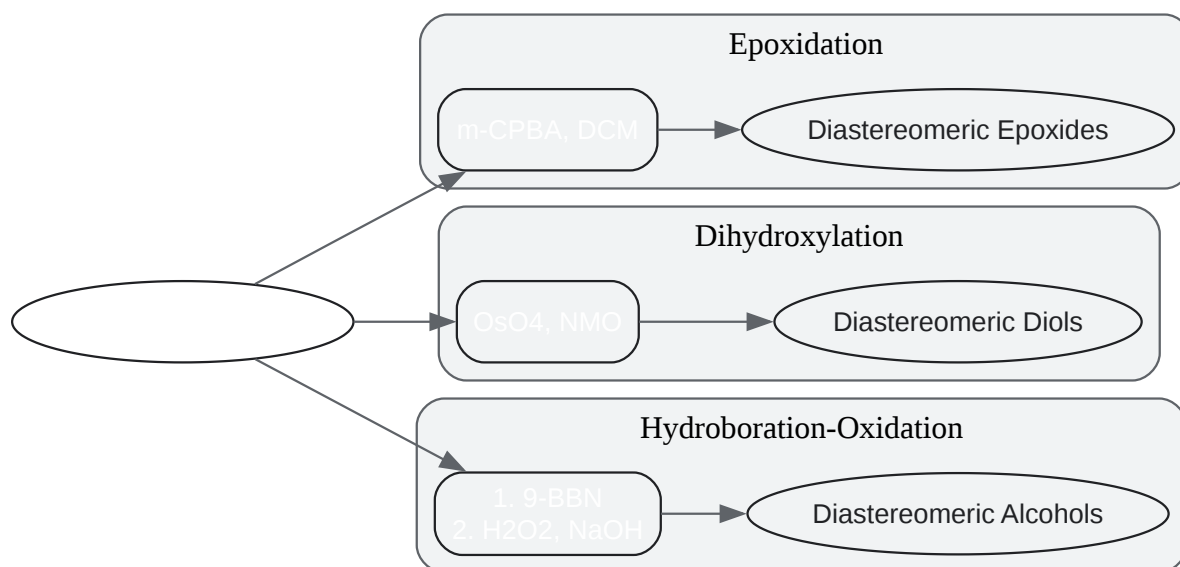 Epoxidation
m-CPBA, DCM
Diastereomeric Epoxides
Dihydroxylation
OsO4, NMO
Diastereomeric Diols
Hydroboration-Oxidation
1. 9-BBN
2. H2O2, NaOH
Diastereomeric Alcohols